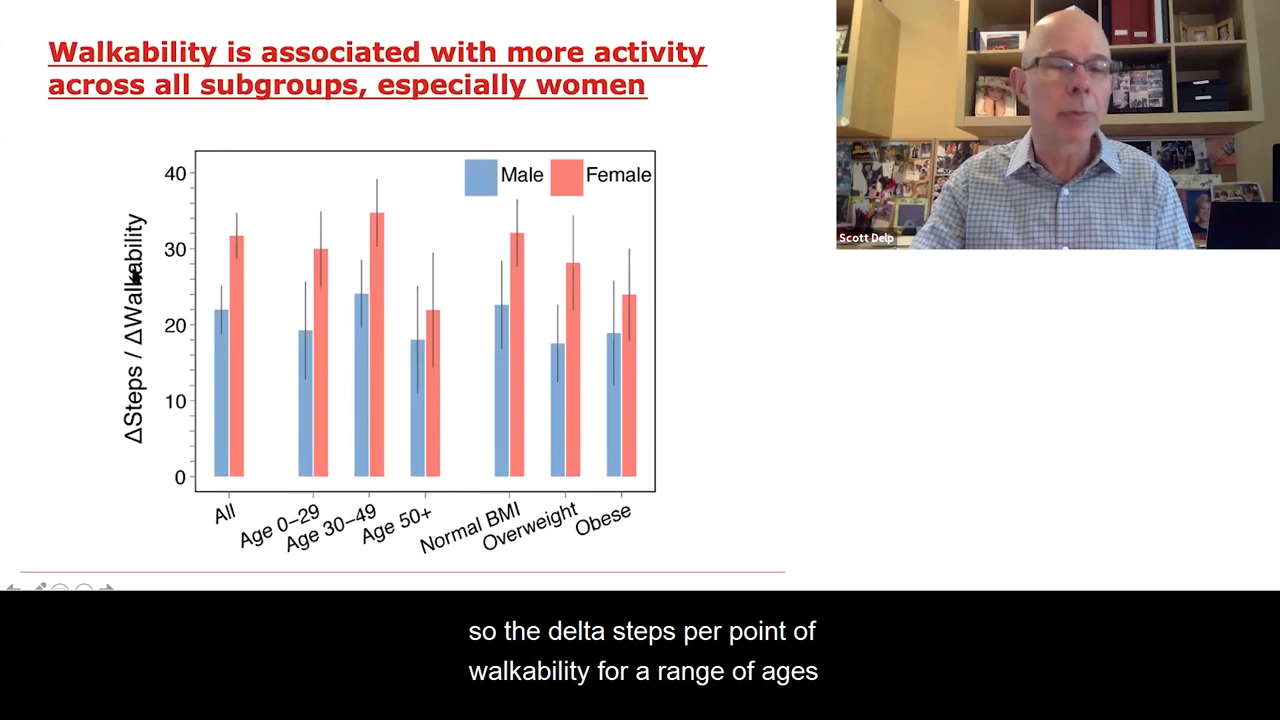 Walkability is associated with more activity
across all subgroups, especially women
Male
Female
ΔSteps / ΔWalkability
40
30
20
10
0
All
Age 0–29
Age 30–49
Age 50+
Normal BMI
Overweight
Obese
Scott Delp
so the delta steps per point of
walkability for a range of ages